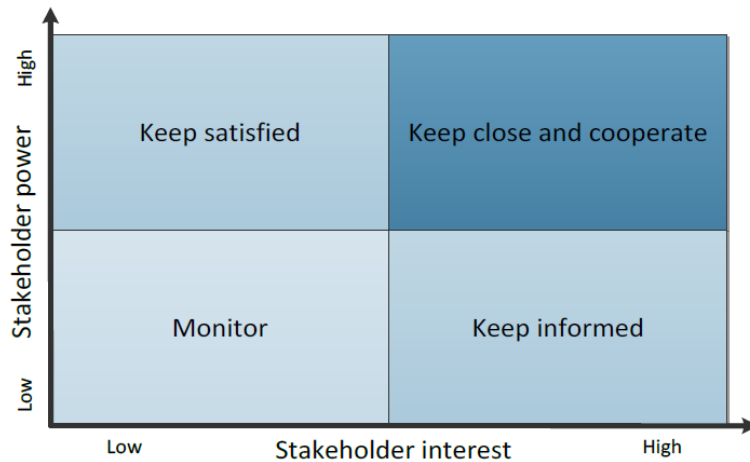 High
Keep satisfied
Keep close and cooperate
Stakeholder power
Monitor
Keep informed
Low
Low
Stakeholder interest
High